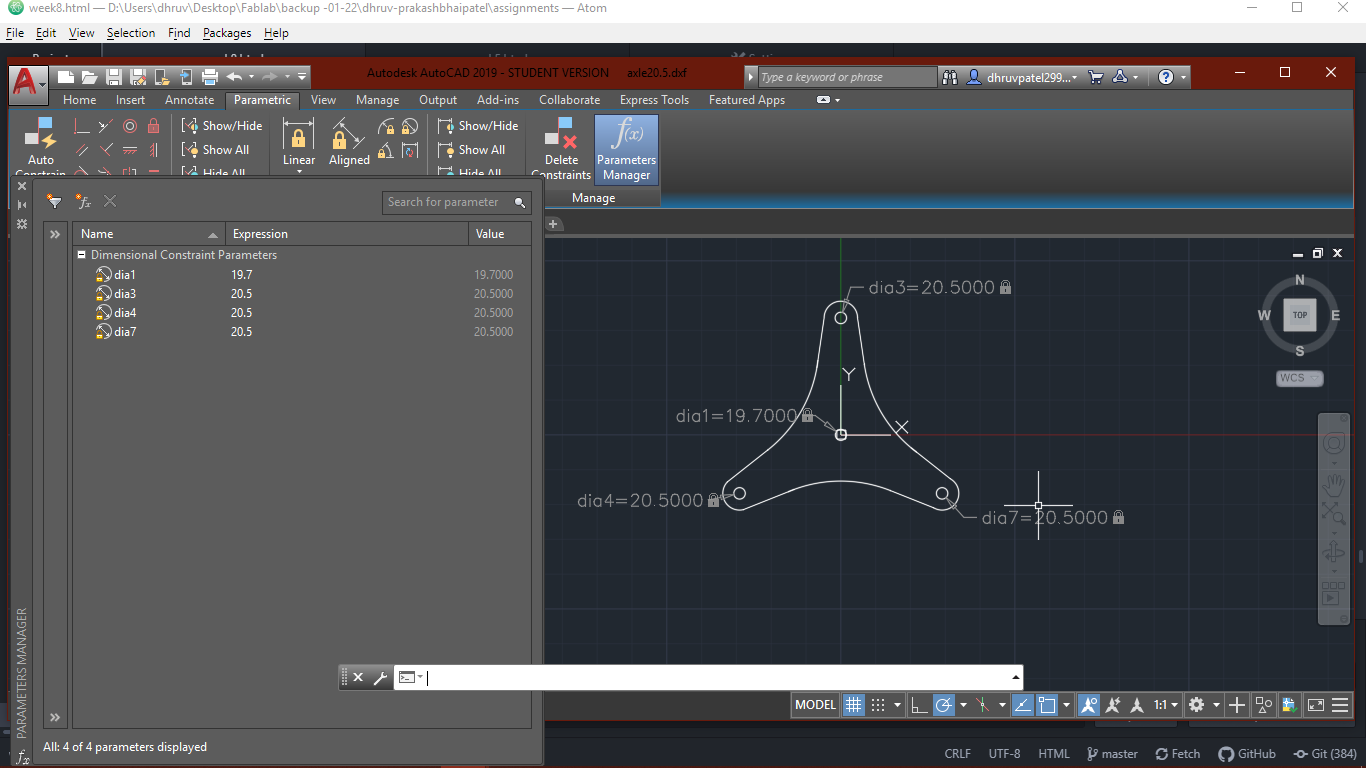 week8.html — D:\Users\dhruv\Desktop\Fablab\backup -01-22\dhruv-prakashbhaipatel\assignments — Atom
File Edit View Selection Find Packages Help
Autodesk AutoCAD 2019 - STUDENT VERSION axle20.5.dxf
Type a keyword or phrase
dhruvpatel299...
Home Insert Annotate Parametric View Manage Output Add-ins Collaborate Express Tools Featured Apps
Show/Hide
Show All
Hide All
Auto
Constrain
Linear
Aligned
Show/Hide
Show All
Hide All
Delete
Constraints
Parameters
Manager
Manage
Search for parameter
Name Expression Value
Dimensional Constraint Parameters
dia1 19.7 19.7000
dia3 20.5 20.5000
dia4 20.5 20.5000
dia7 20.5 20.5000
All: 4 of 4 parameters displayed
PARAMETERS MANAGER
dia3=20.5000
Y
dia1=19.7000
X
dia4=20.5000
dia7=20.5000
N
W TOP E
S
WCS
MODEL
1:1
CRLF UTF-8 HTML master Fetch GitHub Git (384)